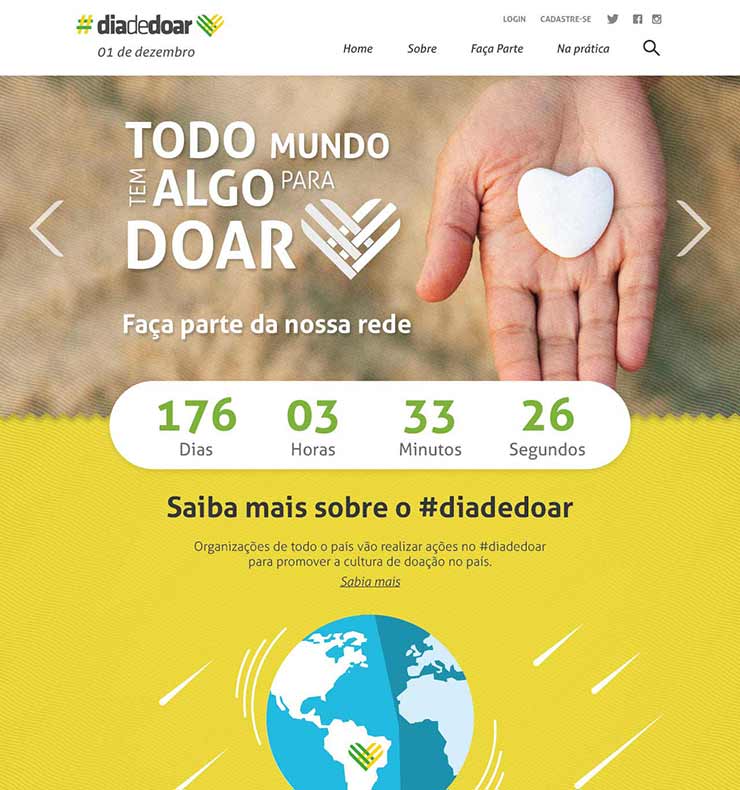 #diadedoar
01 de dezembro
LOGIN CADASTRE-SE
Home Sobre Faça Parte Na prática
TODO MUNDO
TEM ALGO PARA
DOAR
Faça parte da nossa rede
176 03 33 26
Dias Horas Minutos Segundos
Saiba mais sobre o #diadedoar
Organizações de todo o país vão realizar ações no #diadedoar
para promover a cultura de doação no país.
Sabia mais